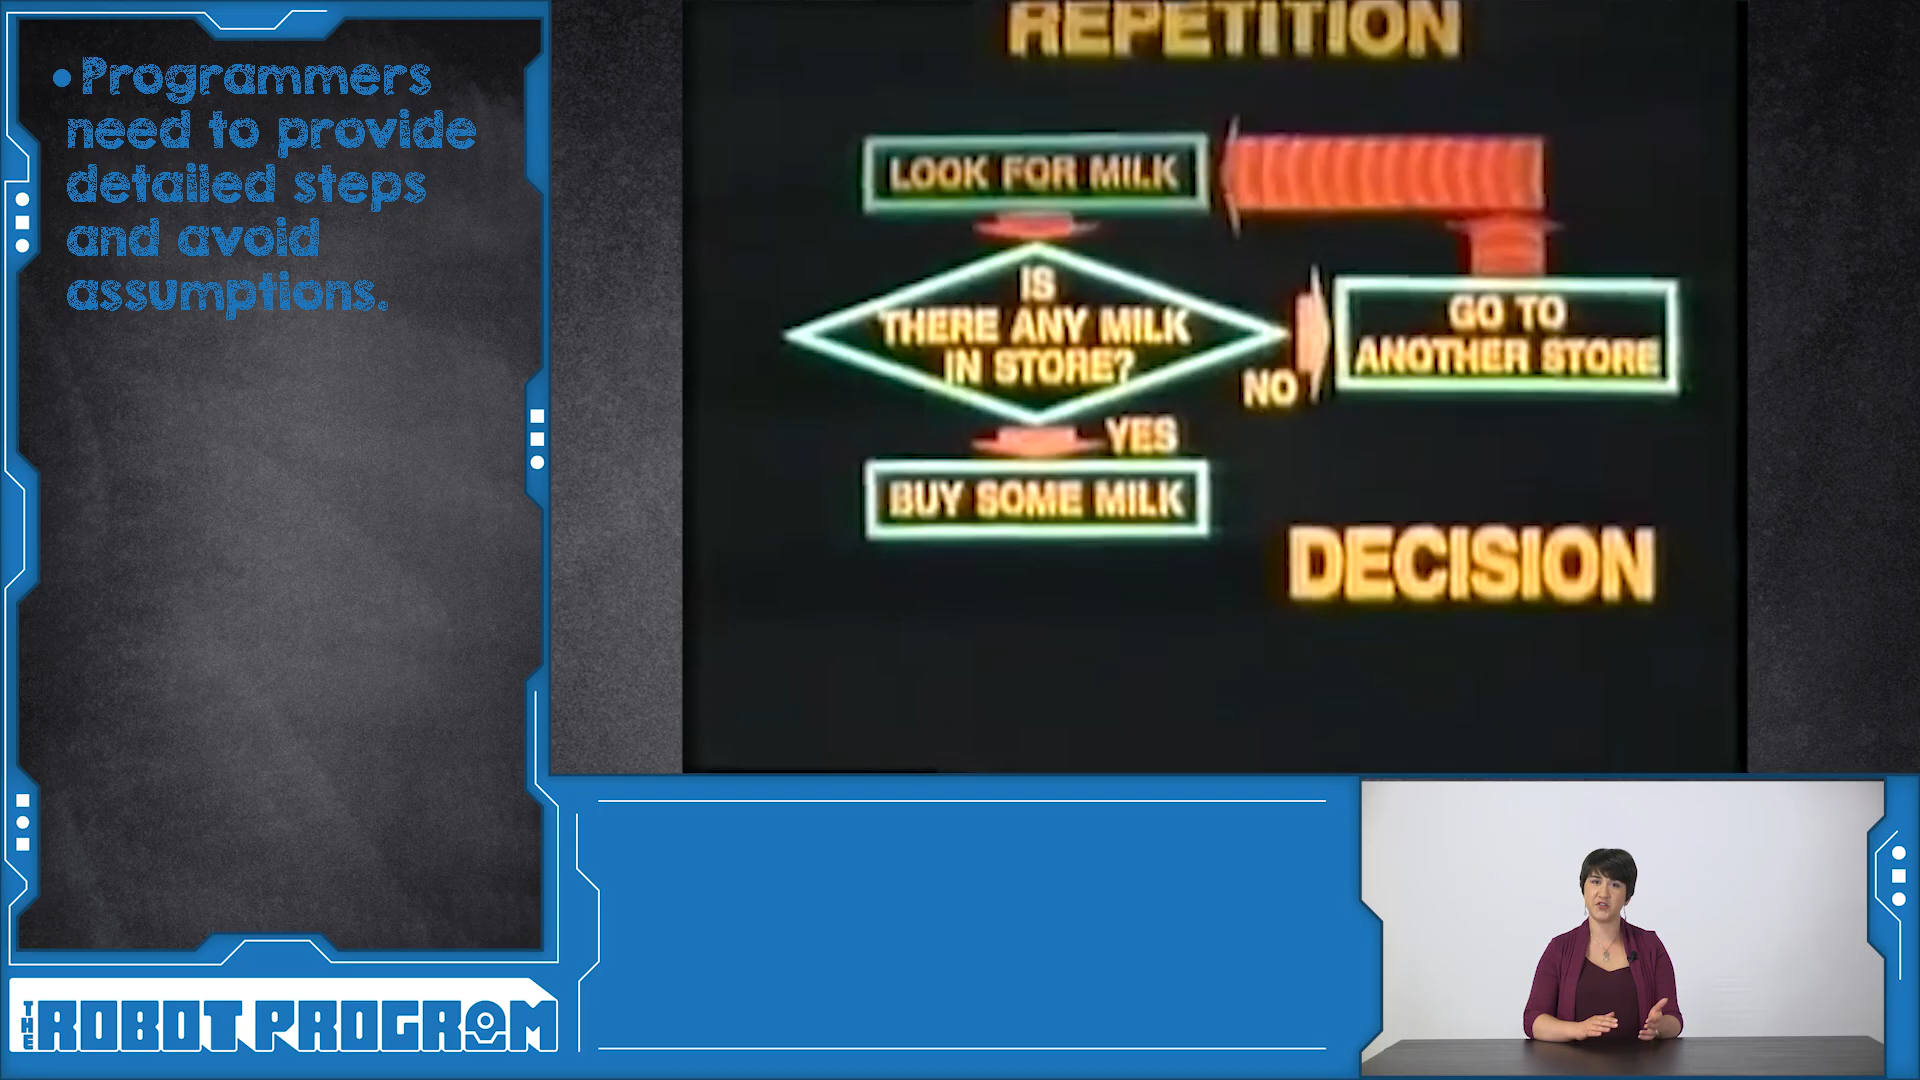 • Programmers
need to provide
detailed steps
and avoid
assumptions.
REPETITION
LOOK FOR MILK
IS
THERE ANY MILK
IN STORE?
NO
GO TO
ANOTHER STORE
YES
BUY SOME MILK
DECISION
THE ROBOT PROGRAM